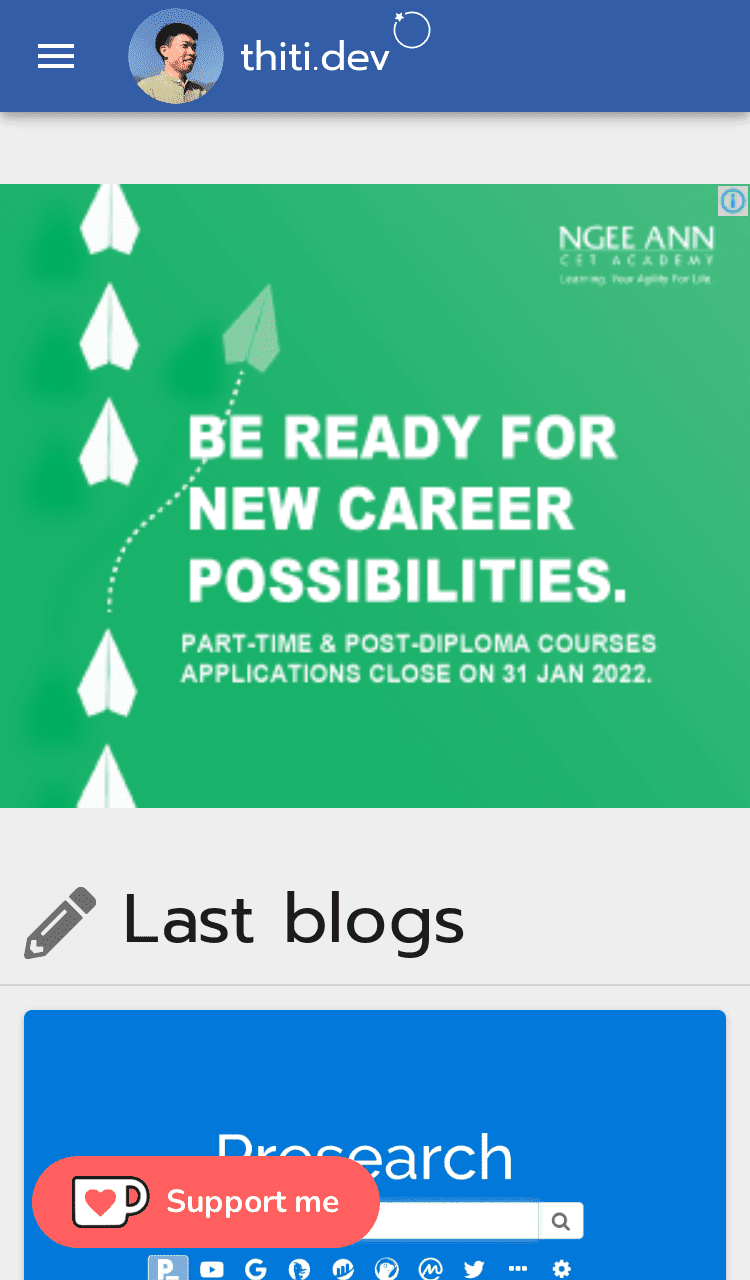 thiti.dev
NGEE ANN
CET ACADEMY
Learning. Your Agility For Life.
BE READY FOR
NEW CAREER
POSSIBILITIES.
PART-TIME & POST-DIPLOMA COURSES
APPLICATIONS CLOSE ON 31 JAN 2022.
Last blogs
Presearch
Support me